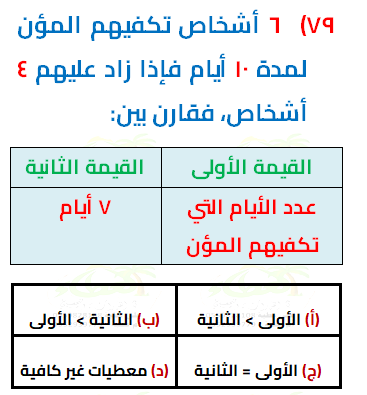 ٧٩) ٦ أشخاص تكفيهم المؤن
لمدة ١٠ أيام فإذا زاد عليهم ٤
أشخاص، فقارن بين:
القيمة الأولى القيمة الثانية
عدد الأيام التي ٧ أيام
تكفيهم المؤن
(أ) الأولى > الثانية (ب) الثانية > الأولى
(ج) الأولى = الثانية (د) معطيات غير كافية